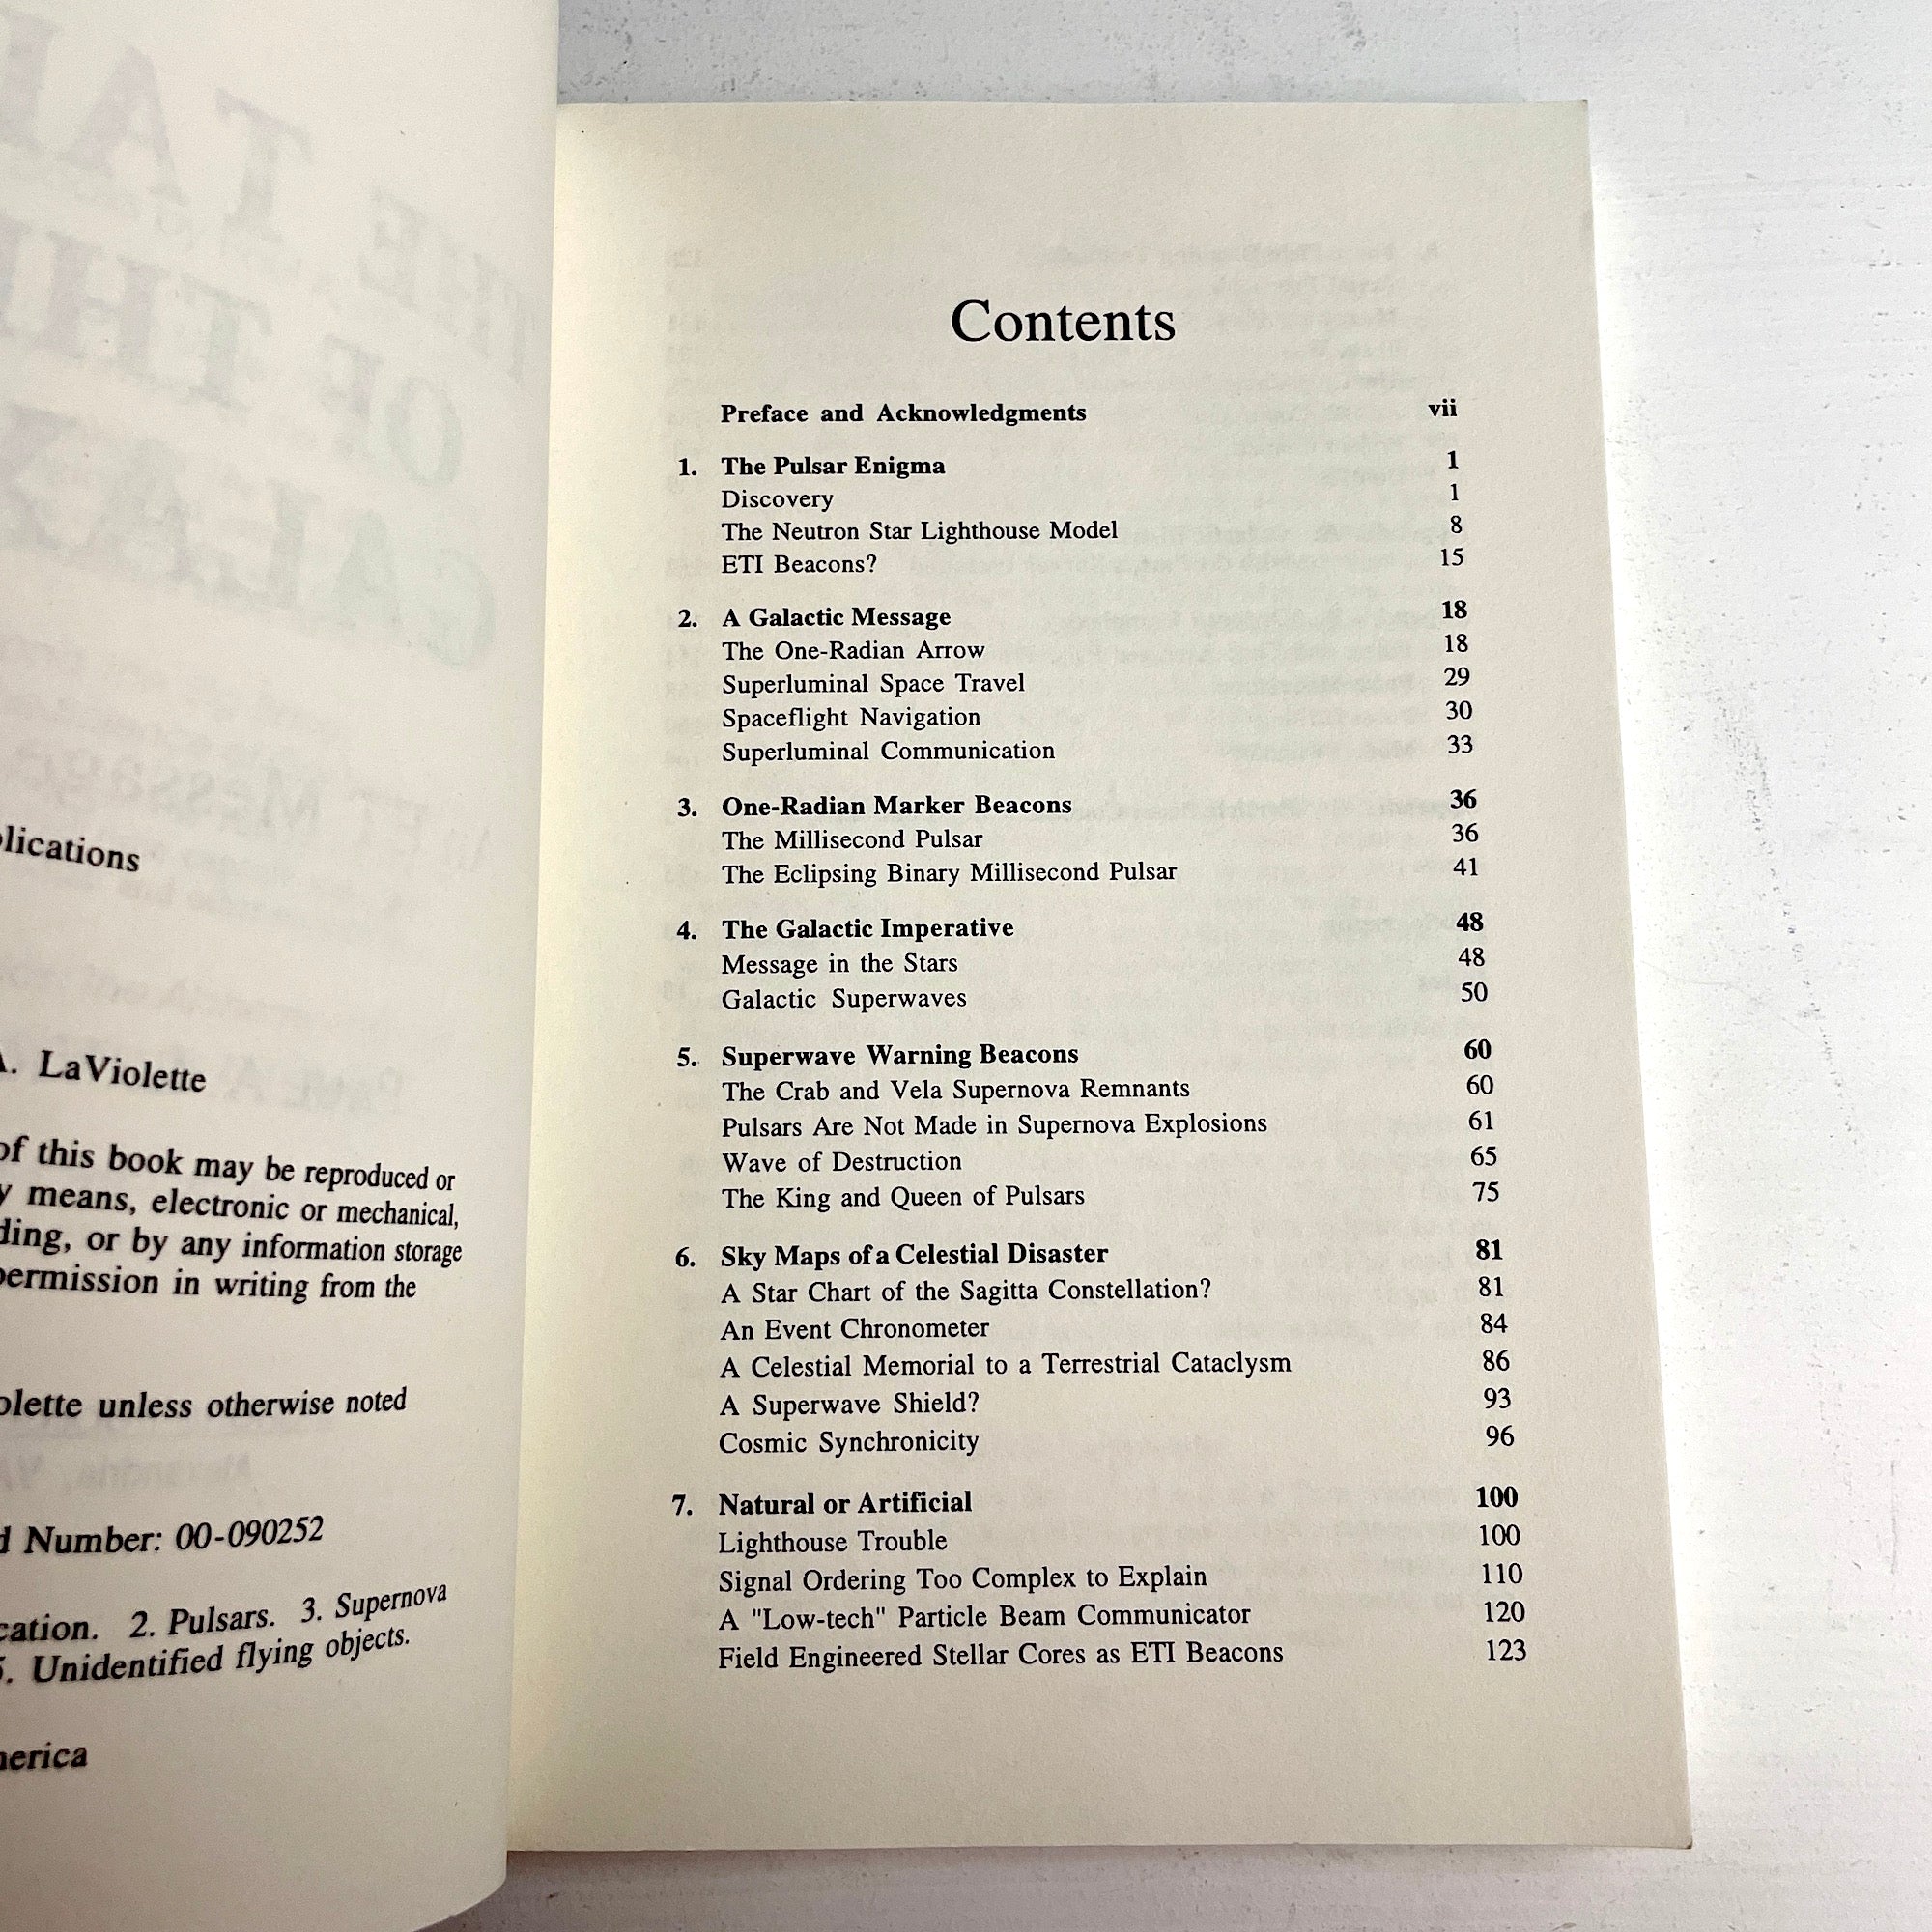 lications
A. LaViolette
of this book may be reproduced or
y means, electronic or mechanical,
ding, or by any information storage
permission in writing from the
olette unless otherwise noted
d Number: 00-090252
cation. 2. Pulsars. 3. Supernova
5. Unidentified flying objects.
merica
Contents
Preface and Acknowledgments vii
1. The Pulsar Enigma 1
Discovery 1
The Neutron Star Lighthouse Model 8
ETI Beacons? 15
2. A Galactic Message 18
The One-Radian Arrow 18
Superluminal Space Travel 29
Spaceflight Navigation 30
Superluminal Communication 33
3. One-Radian Marker Beacons 36
The Millisecond Pulsar 36
The Eclipsing Binary Millisecond Pulsar 41
4. The Galactic Imperative 48
Message in the Stars 48
Galactic Superwaves 50
5. Superwave Warning Beacons 60
The Crab and Vela Supernova Remnants 60
Pulsars Are Not Made in Supernova Explosions 61
Wave of Destruction 65
The King and Queen of Pulsars 75
6. Sky Maps of a Celestial Disaster 81
A Star Chart of the Sagitta Constellation? 81
An Event Chronometer 84
A Celestial Memorial to a Terrestrial Cataclysm 86
A Superwave Shield? 93
Cosmic Synchronicity 96
7. Natural or Artificial 100
Lighthouse Trouble 100
Signal Ordering Too Complex to Explain 110
A "Low-tech" Particle Beam Communicator 120
Field Engineered Stellar Cores as ETI Beacons 123